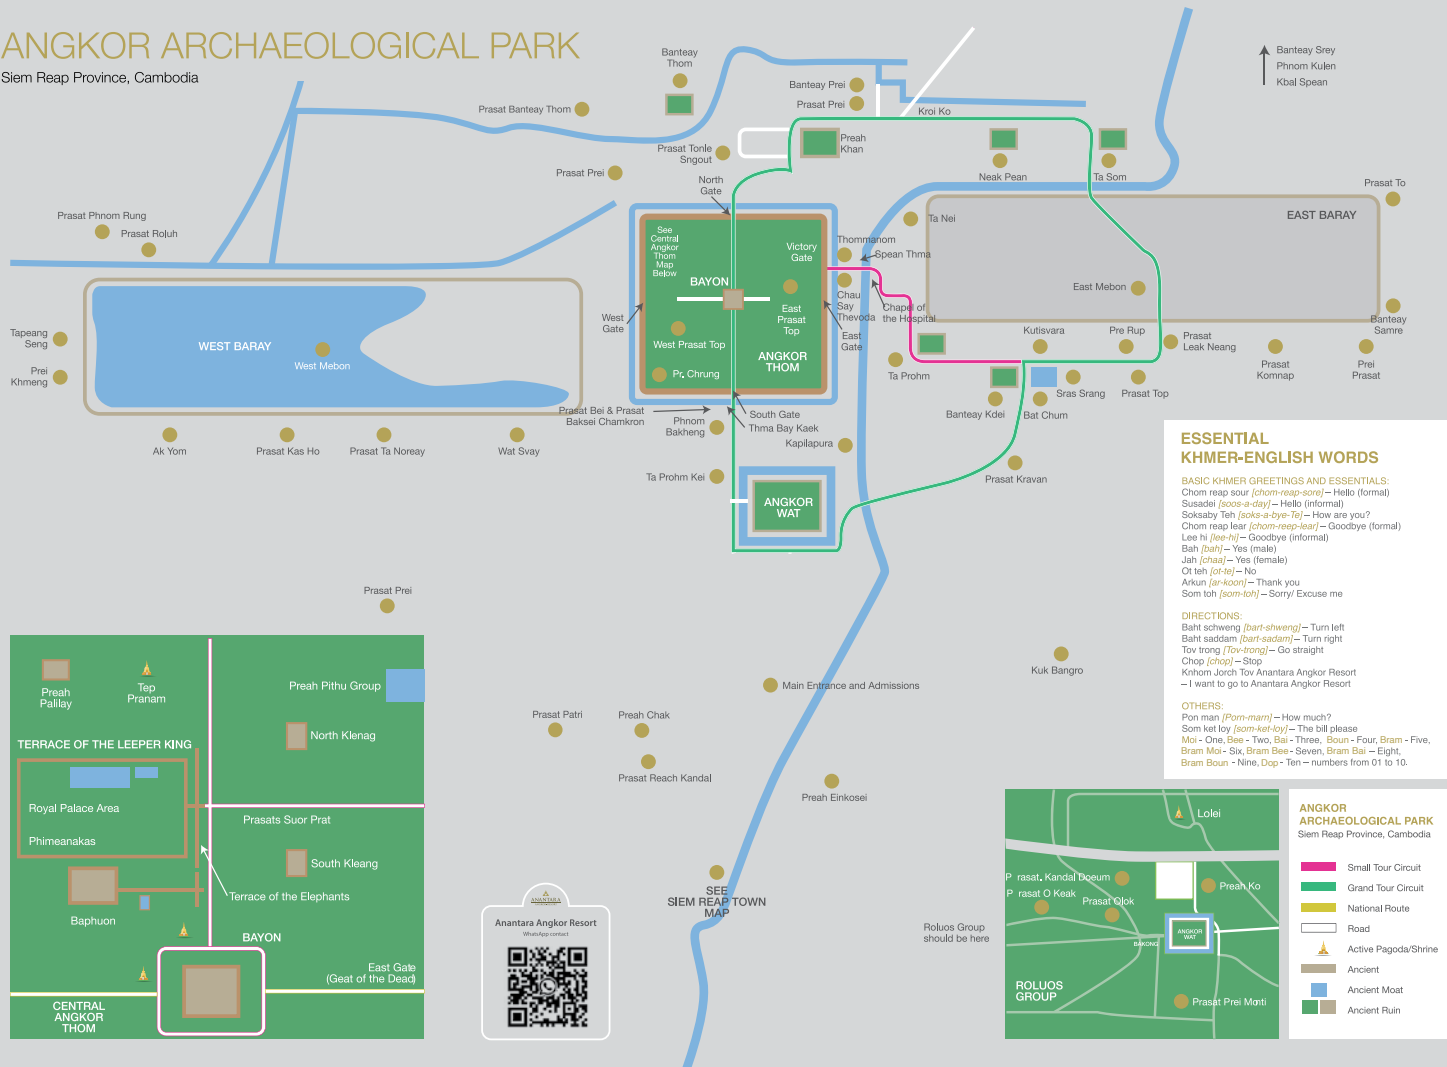 ANGKOR ARCHAEOLOGICAL PARK
Siem Reap Province, Cambodia
Banteay Srey
Phnom Kulen
Kbal Spean
Banteay
Thom
Banteay Prei
Prasat Prei
Kroi Ko
Prasat Banteay Thom
Prasat Tonle
Sngout
Preah
Khan
Neak Pean
Ta Som
Prasat Prei
North
Gate
Prasat To
EAST BARAY
Prasat Phnom Rung
Prasat Roluh
Ta Nei
See
Central
Angkor
Thom
Map
Below
Victory
Gate
Thommanom
Spean Thma
BAYON
East
Prasat
Top
Chau
Say
Thevoda
Chapel of
the Hospital
East Mebon
West
Gate
West Prasat Top
East
Gate
ANGKOR
THOM
Pr. Chrung
Tapeang
Seng
Prei
Khmeng
WEST BARAY
West Mebon
Kutisvara
Pre Rup
Prasat
Leak Neang
Banteay
Samre
Prasat
Komnap
Prei
Prasat
Ta Prohm
Banteay Kdei
Bat Chum
Sras Srang
Prasat Top
Prasat Bei & Prasat
Baksei Chamkron
South Gate
Thma Bay Kaek
Phnom
Bakheng
Kapilapura
Ak Yom
Prasat Kas Ho
Prasat Ta Noreay
Wat Svay
Ta Prohm Kei
ANGKOR
WAT
Prasat Kravan
ESSENTIAL
KHMER-ENGLISH WORDS
BASIC KHMER GREETINGS AND ESSENTIALS:
Chom reap sour [chom-reap-sore] – Hello (formal)
Susadei [soos-a-day] – Hello (informal)
Soksaby Teh [soks-a-bye-Te] – How are you?
Chom reap lear [chom-reep-lear] – Goodbye (formal)
Lee hi [lee-hi] – Goodbye (informal)
Bah [bah] – Yes (male)
Jah [chaa] – Yes (female)
Ot teh [ot-te] – No
Arkun [ar-koon] – Thank you
Som toh [som-toh] – Sorry/ Excuse me
DIRECTIONS:
Baht schweng [bart-shweng] – Turn left
Baht saddam [bart-sadam] – Turn right
Tov trong [Tov-trong] – Go straight
Chop [chop] – Stop
Knhom Jorch Tov Anantara Angkor Resort
– I want to go to Anantara Angkor Resort
OTHERS:
Pon man [Porn-marn] – How much?
Som ket loy [som-ket-loy] – The bill please
Moi - One, Bee - Two, Bai - Three, Boun - Four, Bram - Five,
Bram Moi - Six, Bram Bee - Seven, Bram Bai – Eight,
Bram Boun - Nine, Dop - Ten – numbers from 01 to 10.
Prasat Prei
Kuk Bangro
Main Entrance and Admissions
Prasat Patri
Preah Chak
Prasat Reach Kandal
Preah Einkosei
SEE
SIEM REAP TOWN
MAP
Roluos Group
should be here
Preah
Palilay
Tep
Pranam
Preah Pithu Group
North Klenag
TERRACE OF THE LEEPER KING
Royal Palace Area
Phimeanakas
Prasats Suor Prat
South Kleang
Terrace of the Elephants
Baphuon
BAYON
East Gate
(Geat of the Dead)
CENTRAL
ANGKOR
THOM
ANANTARA
Anantara Angkor Resort
WhatsApp contact
Lolei
P rasat. Kandal Doeum
P rasat O Keak
Prasat Olok
Preah Ko
ANGKOR
WAT
BAKONG
ROLUOS
GROUP
Prasat Prei Monti
ANGKOR
ARCHAEOLOGICAL PARK
Siem Reap Province, Cambodia
Small Tour Circuit
Grand Tour Circuit
National Route
Road
Active Pagoda/Shrine
Ancient
Ancient Moat
Ancient Ruin